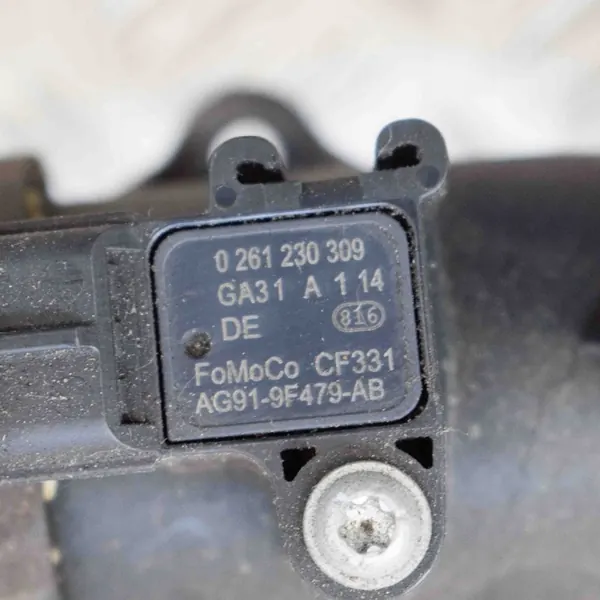 0 261 230 309
GA31 A 1 14
DE 816
FoMoCo CF331
AG91-9F479-AB